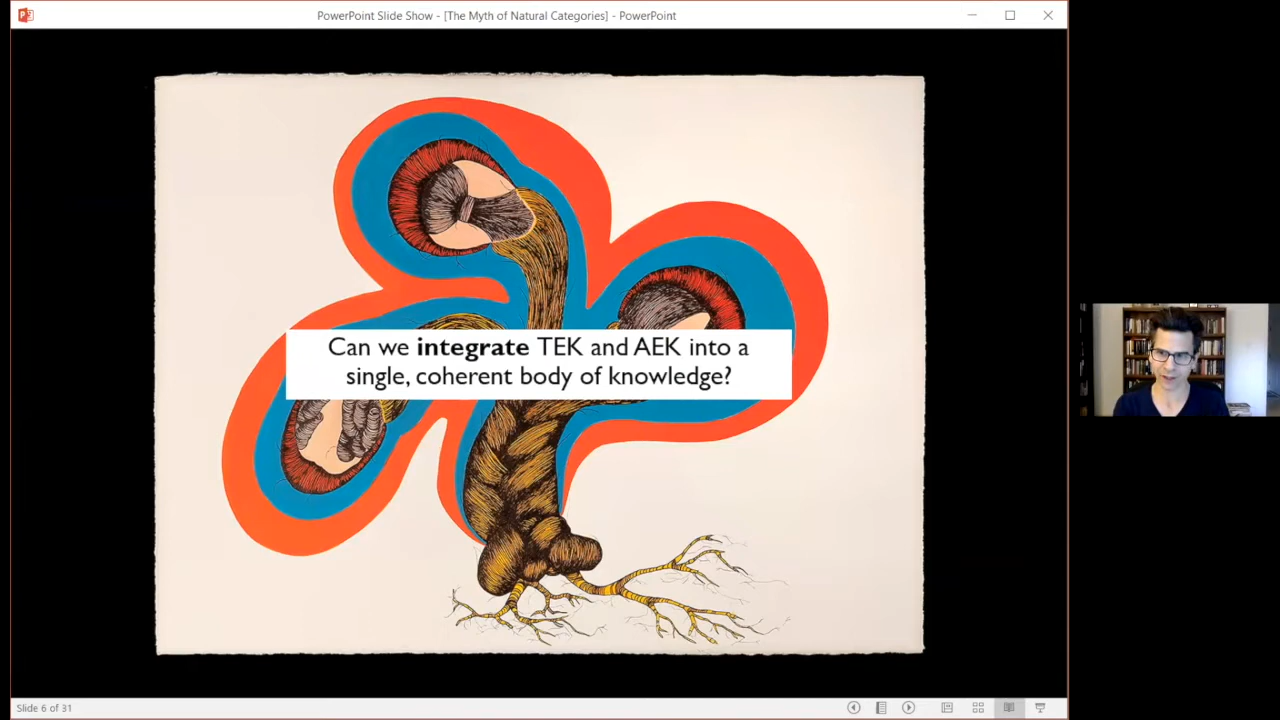 PowerPoint Slide Show - [The Myth of Natural Categories] - PowerPoint
Can we integrate TEK and AEK into a
single, coherent body of knowledge?
Slide 6 of 31